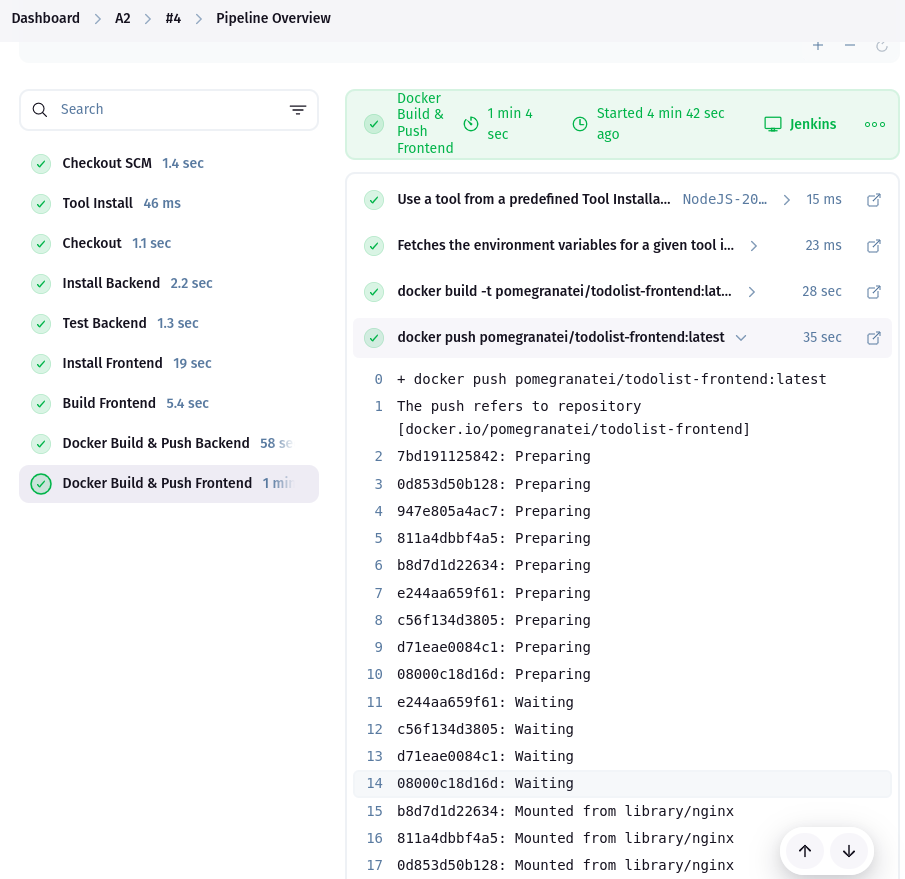 Dashboard > A2 > #4 > Pipeline Overview
Search
Checkout SCM 1.4 sec
Tool Install 46 ms
Checkout 1.1 sec
Install Backend 2.2 sec
Test Backend 1.3 sec
Install Frontend 19 sec
Build Frontend 5.4 sec
Docker Build & Push Backend 58 se
Docker Build & Push Frontend 1 min
Docker
Build &
Push
Frontend
1 min 4
sec
Started 4 min 42 sec
ago
Jenkins
Use a tool from a predefined Tool Installa... NodeJS-20... 15 ms
Fetches the environment variables for a given tool i... 23 ms
docker build -t pomegranatei/todolist-frontend:lat... 28 sec
docker push pomegranatei/todolist-frontend:latest 35 sec
0 + docker push pomegranatei/todolist-frontend:latest
1 The push refers to repository
[docker.io/pomegranatei/todolist-frontend]
2 7bd191125842: Preparing
3 0d853d50b128: Preparing
4 947e805a4ac7: Preparing
5 811a4dbbf4a5: Preparing
6 b8d7d1d22634: Preparing
7 e244aa659f61: Preparing
8 c56f134d3805: Preparing
9 d71eae0084c1: Preparing
10 08000c18d16d: Preparing
11 e244aa659f61: Waiting
12 c56f134d3805: Waiting
13 d71eae0084c1: Waiting
14 08000c18d16d: Waiting
15 b8d7d1d22634: Mounted from library/nginx
16 811a4dbbf4a5: Mounted from library/nginx
17 0d853d50b128: Mounted from library/nginx